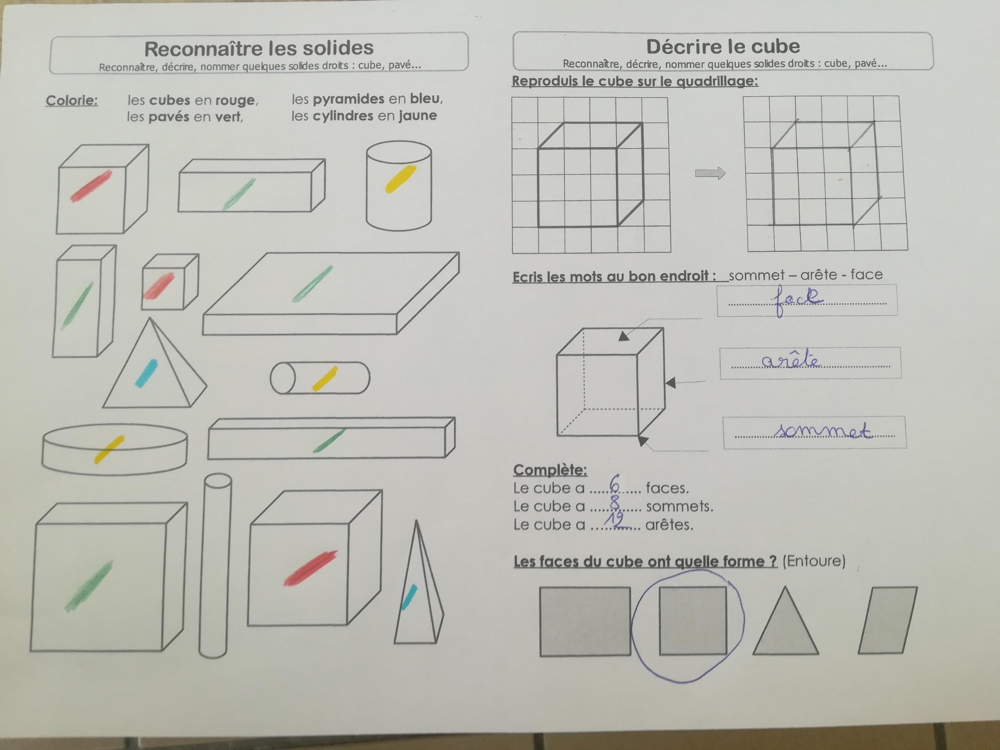 Reconnaître les solides
Reconnaître, décrire, nommer quelques solides droits : cube, pavé...
Colorie: les cubes en rouge, les pyramides en bleu,
les pavés en vert, les cylindres en jaune
Décrire le cube
Reconnaître, décrire, nommer quelques solides droits : cube, pavé...
Reproduis le cube sur le quadrillage:
Ecris les mots au bon endroit : sommet – arête - face
face
arête
sommet
Complète:
Le cube a .....6...... faces.
Le cube a .....8...... sommets.
Le cube a .....12...... arêtes.
Les faces du cube ont quelle forme ? (Entoure)